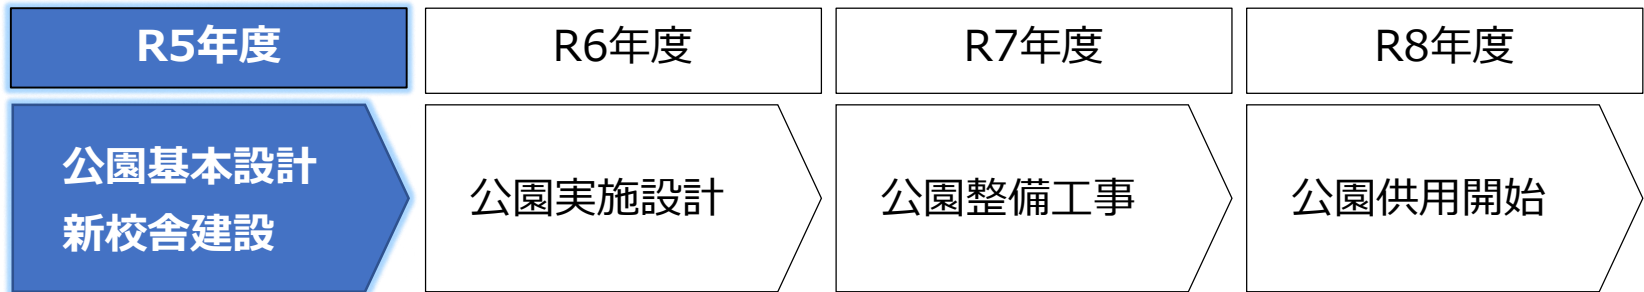 R5年度
R6年度
R7年度
R8年度
公園基本設計
新校舎建設
公園実施設計
公園整備工事
公園供用開始